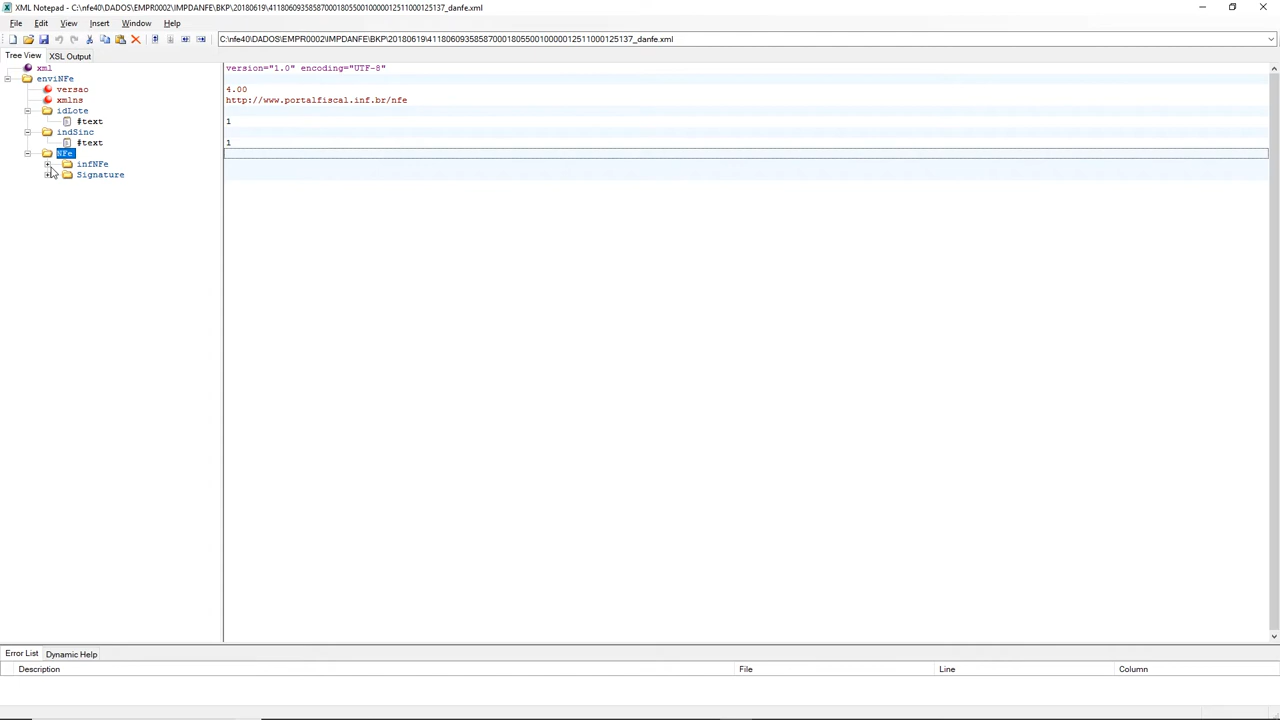 XML Notepad - C:\nfe40\DADOS\EMPR0002\IMPDANFE\BKP\20180619\41180609358587000180550010000012511000125137_danfe.xml
File Edit View Insert Window Help
C:\nfe40\DADOS\EMPR0002\IMPDANFE\BKP\20180619\41180609358587000180550010000012511000125137_danfe.xml
Tree View XSL Output
xml version="1.0" encoding="UTF-8"
enviNFe
versao 4.00
xmlns http://www.portalfiscal.inf.br/nfe
idLote
#text 1
indSinc
#text 1
NFe
infNFe
Signature
Error List Dynamic Help
Description File Line Column